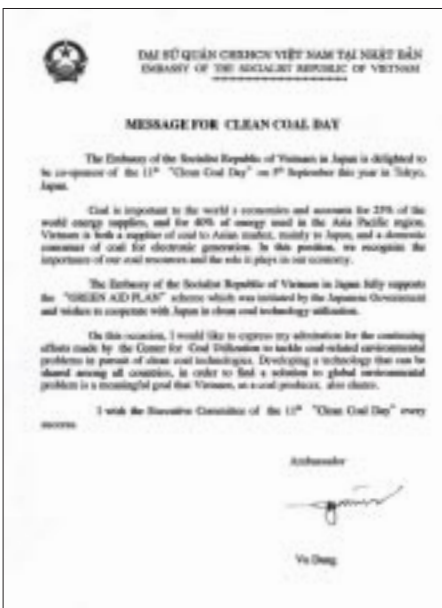 ĐẠI SỨ QUÁN CHXHCN VIỆT NAM TẠI NHẬT BẢN
EMBASSY OF THE SOCIALIST REPUBLIC OF VIETNAM
MESSAGE FOR CLEAN COAL DAY
The Embassy of the Socialist Republic of Vietnam in Japan is delighted to
be co-sponsor of the 11th "Clean Coal Day" on 5th September this year in Tokyo,
Japan.
Coal is important to the world's economies and accounts for 25% of the
world energy supplies, and for 40% of energy used in the Asia Pacific region.
Vietnam is both a supplier of coal to Asian market, mainly to Japan, and a domestic
consumer of coal for electronic generation. In this position, we recognize the
importance of our coal resources and the role it plays in our economy.
The Embassy of the Socialist Republic of Vietnam in Japan fully supports
the "GREEN AID PLAN" scheme which was initiated by the Japanese Government
and wishes to cooperate with Japan in clean coal technology utilization.
On this occasion, I would like to express my admiration for the continuing
efforts made by the Center for Coal Utilization to tackle coal-related environmental
problems in pursuit of clean coal technologies. Developing a technology that can be
shared among all countries, in order to find a solution to global environmental
problem is a meaningful goal that Vietnam, as a coal producer, also shares.
I wish the Executive Committee of the 11th "Clean Coal Day" every
success.
Ambassador
Vu Dung